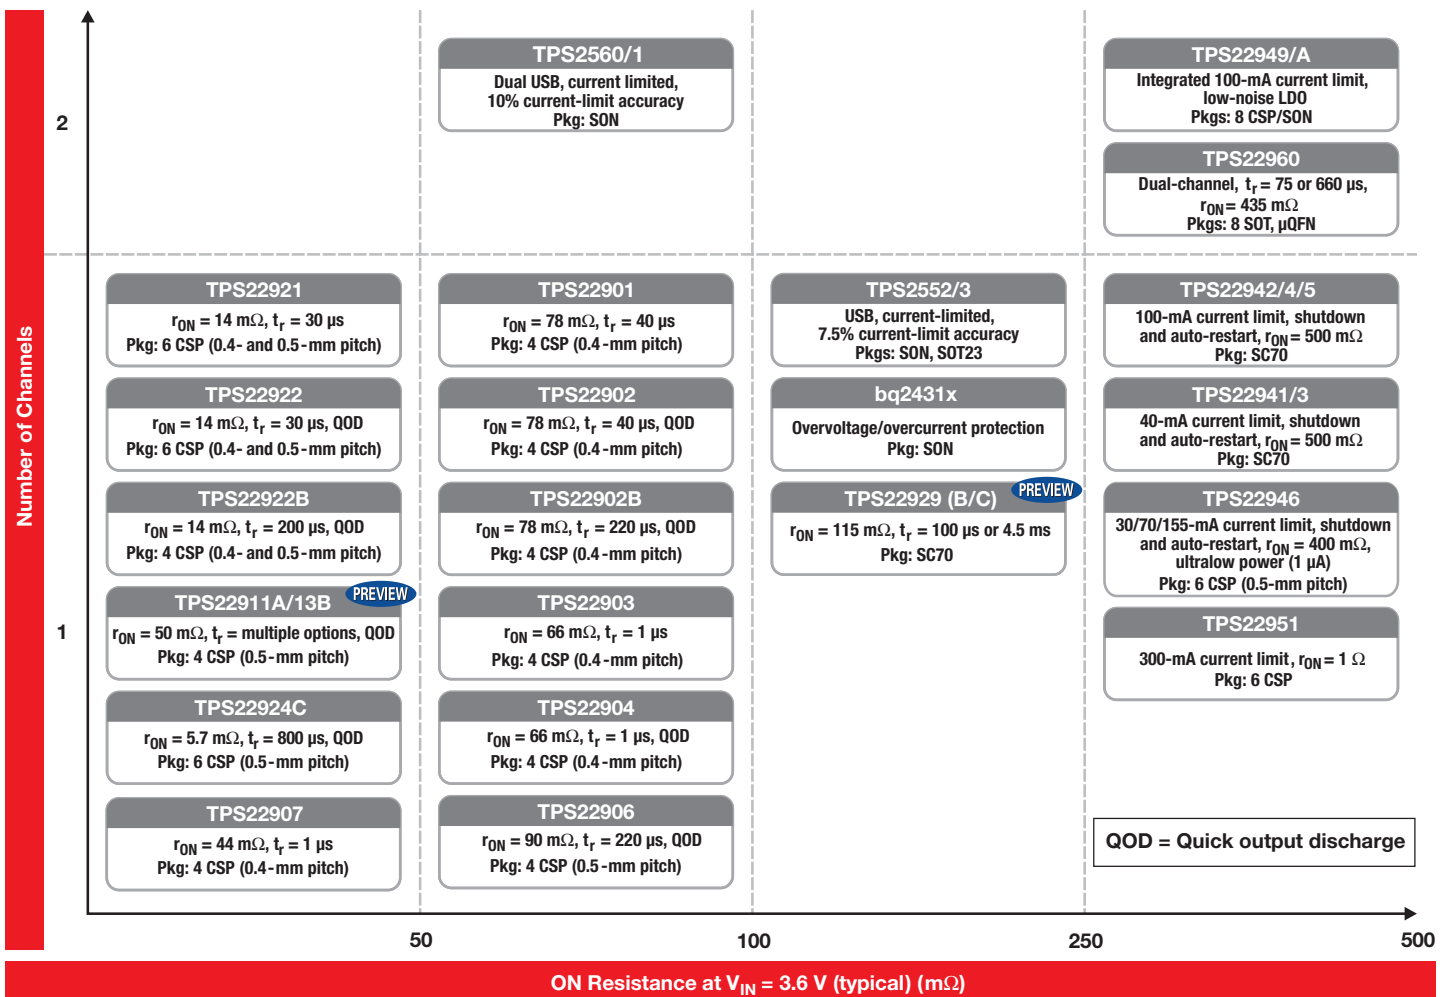 TPS2560/1
Dual USB, current limited,
10% current-limit accuracy
Pkg: SON
TPS22949/A
Integrated 100-mA current limit,
low-noise LDO
Pkgs: 8 CSP/SON
TPS22960
Dual-channel, tr = 75 or 660 µs,
rON = 435 mΩ
Pkgs: 8 SOT, µQFN
2
Number of Channels
1
TPS22921
rON = 14 mΩ, tr = 30 µs
Pkg: 6 CSP (0.4- and 0.5-mm pitch)
TPS22922
rON = 14 mΩ, tr = 30 µs, QOD
Pkg: 6 CSP (0.4- and 0.5-mm pitch)
TPS22922B
rON = 14 mΩ, tr = 200 µs, QOD
Pkg: 4 CSP (0.4- and 0.5-mm pitch)
TPS22911A/13B
PREVIEW
rON = 50 mΩ, tr = multiple options, QOD
Pkg: 4 CSP (0.5-mm pitch)
TPS22924C
rON = 5.7 mΩ, tr = 800 µs, QOD
Pkg: 6 CSP (0.5-mm pitch)
TPS22907
rON = 44 mΩ, tr = 1 µs
Pkg: 4 CSP (0.4-mm pitch)
TPS22901
rON = 78 mΩ, tr = 40 µs
Pkg: 4 CSP (0.4-mm pitch)
TPS22902
rON = 78 mΩ, tr = 40 µs, QOD
Pkg: 4 CSP (0.4-mm pitch)
TPS22902B
rON = 78 mΩ, tr = 220 µs, QOD
Pkg: 4 CSP (0.4-mm pitch)
TPS22903
rON = 66 mΩ, tr = 1 µs
Pkg: 4 CSP (0.4-mm pitch)
TPS22904
rON = 66 mΩ, tr = 1 µs, QOD
Pkg: 4 CSP (0.4-mm pitch)
TPS22906
rON = 90 mΩ, tr = 220 µs, QOD
Pkg: 4 CSP (0.5-mm pitch)
TPS2552/3
USB, current-limited,
7.5% current-limit accuracy
Pkgs: SON, SOT23
bq2431x
Overvoltage/overcurrent protection
Pkg: SON
TPS22929 (B/C)
PREVIEW
rON = 115 mΩ, tr = 100 µs or 4.5 ms
Pkg: SC70
TPS22942/4/5
100-mA current limit, shutdown
and auto-restart, rON = 500 mΩ
Pkg: SC70
TPS22941/3
40-mA current limit, shutdown
and auto-restart, rON = 500 mΩ
Pkg: SC70
TPS22946
30/70/155-mA current limit, shutdown
and auto-restart, rON = 400 mΩ,
ultralow power (1 µA)
Pkg: 6 CSP (0.5-mm pitch)
TPS22951
300-mA current limit, rON = 1 Ω
Pkg: 6 CSP
QOD = Quick output discharge
50
100
250
500
ON Resistance at VIN = 3.6 V (typical) (mΩ)